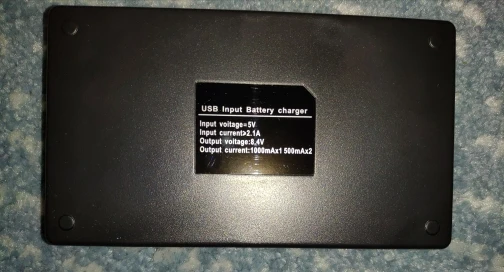 USB Input Battery charger
Input voltage=5V
Input current>2.1A
Output voltage:8,4V
Output current:1000mAx1 500mAx2